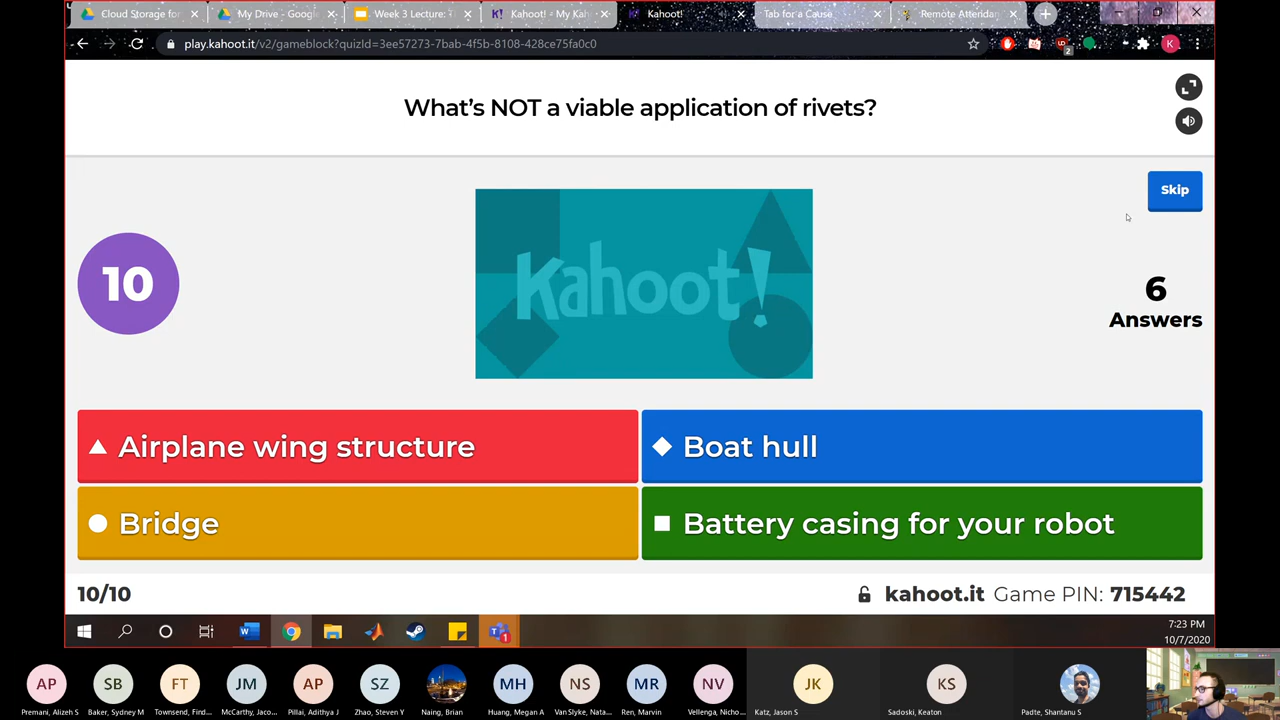 Cloud Storage for
My Drive - Google
Week 3 Lecture:
Kahoot! - My Kah
Kahoot!
Tab for a Cause
Remote Attendan
play.kahoot.it/v2/gameblock?quizId=3ee57273-7bab-4f5b-8108-428ce75fa0c0
2
K
What's NOT a viable application of rivets?
Skip
10
Kahoot!
6
Answers
Airplane wing structure
Boat hull
Bridge
Battery casing for your robot
10/10
kahoot.it Game PIN: 715442
1
7:23 PM
10/7/2020
AP
SB
FT
JM
AP
SZ
MH
NS
MR
NV
JK
KS
Premani, Alizeh S
Baker, Sydney M
Townsend, Find...
McCarthy, Jaco...
Pillai, Adithya J
Zhao, Steven Y
Naing, Brian
Huang, Megan A
Van Slyke, Nata...
Ren, Marvin
Vellenga, Nicho...
Katz, Jason S
Sadoski, Keaton
Padte, Shantanu S